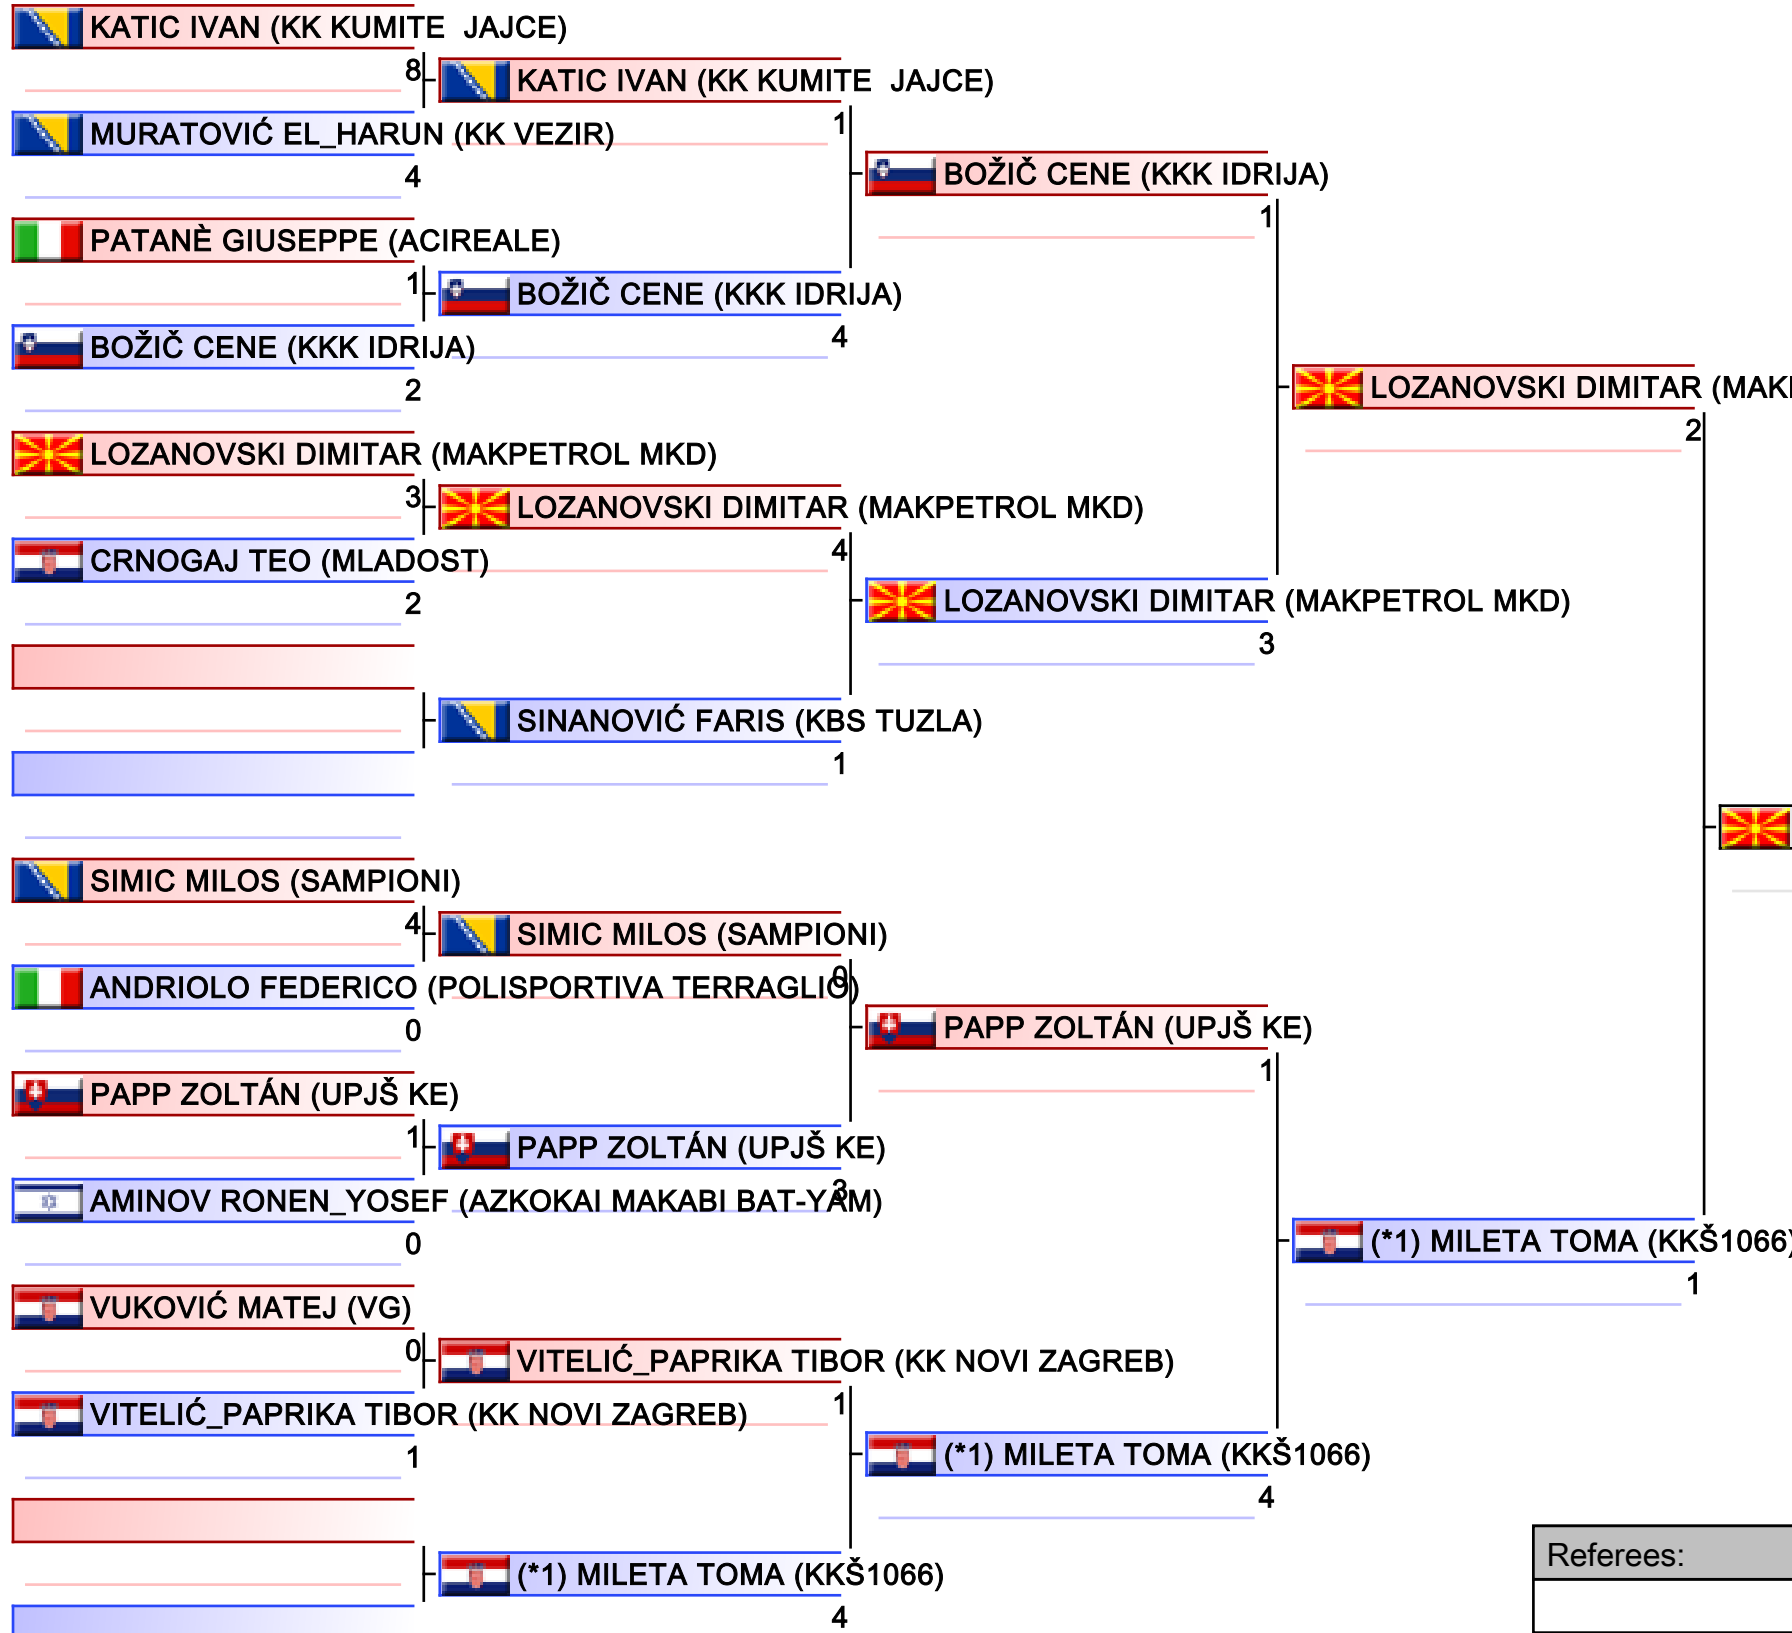 KATIC IVAN (KK KUMITE  JAJCE)
8
MURATOVIĆ EL_HARUN (KK VEZIR)
4
PATANÈ GIUSEPPE (ACIREALE)
1
BOŽIČ CENE (KKK IDRIJA)
2
LOZANOVSKI DIMITAR (MAKPETROL MKD)
3
CRNOGAJ TEO (MLADOST)
2
SIMIC MILOS (SAMPIONI)
4
ANDRIOLO FEDERICO (POLISPORTIVA TERRAGLIO)
0
PAPP ZOLTÁN (UPJŠ KE)
1
AMINOV RONEN_YOSEF (AZKOKAI MAKABI BAT-YAM)
0
VUKOVIĆ MATEJ (VG)
0
VITELIĆ_PAPRIKA TIBOR (KK NOVI ZAGREB)
1
KATIC IVAN (KK KUMITE  JAJCE)
1
BOŽIČ CENE (KKK IDRIJA)
4
LOZANOVSKI DIMITAR (MAKPETROL MKD)
4
SINANOVIĆ FARIS (KBS TUZLA)
1
SIMIC MILOS (SAMPIONI)
0
PAPP ZOLTÁN (UPJŠ KE)
3
VITELIĆ_PAPRIKA TIBOR (KK NOVI ZAGREB)
1
(*1) MILETA TOMA (KKŠ1066)
4
BOŽIČ CENE (KKK IDRIJA)
1
LOZANOVSKI DIMITAR (MAKPETROL MKD)
3
PAPP ZOLTÁN (UPJŠ KE)
1
(*1) MILETA TOMA (KKŠ1066)
4
LOZANOVSKI DIMITAR (MAK
2
(*1) MILETA TOMA (KKŠ1066)
1
Referees: